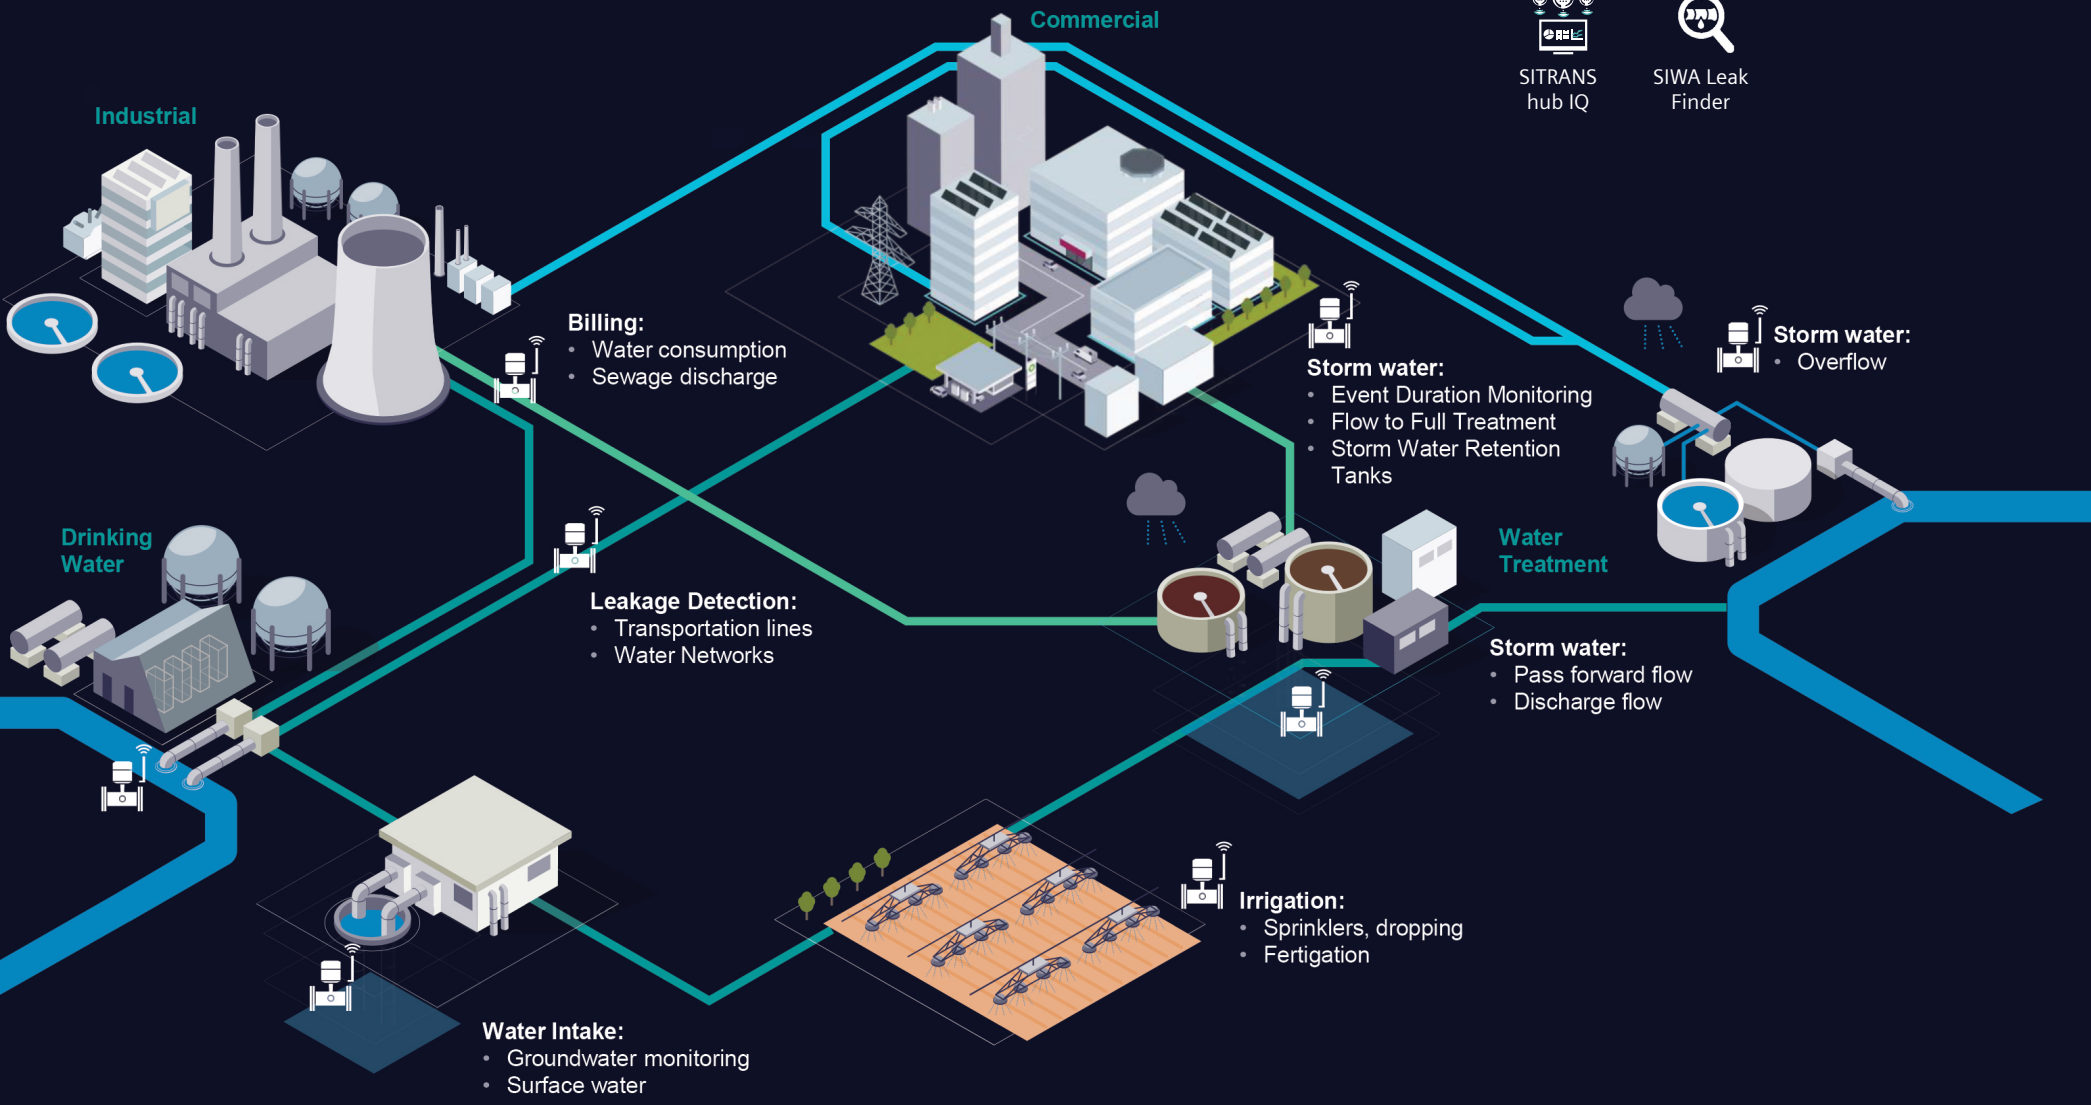 Commercial
SITRANS
hub IQ
SIWA Leak
Finder
Industrial
Billing:
• Water consumption
• Sewage discharge
Storm water:
• Event Duration Monitoring
• Flow to Full Treatment
• Storm Water Retention
Tanks
Storm water:
• Overflow
Drinking
Water
Leakage Detection:
• Transportation lines
• Water Networks
Water
Treatment
Storm water:
• Pass forward flow
• Discharge flow
Irrigation:
• Sprinklers, dropping
• Fertigation
Water Intake:
• Groundwater monitoring
• Surface water